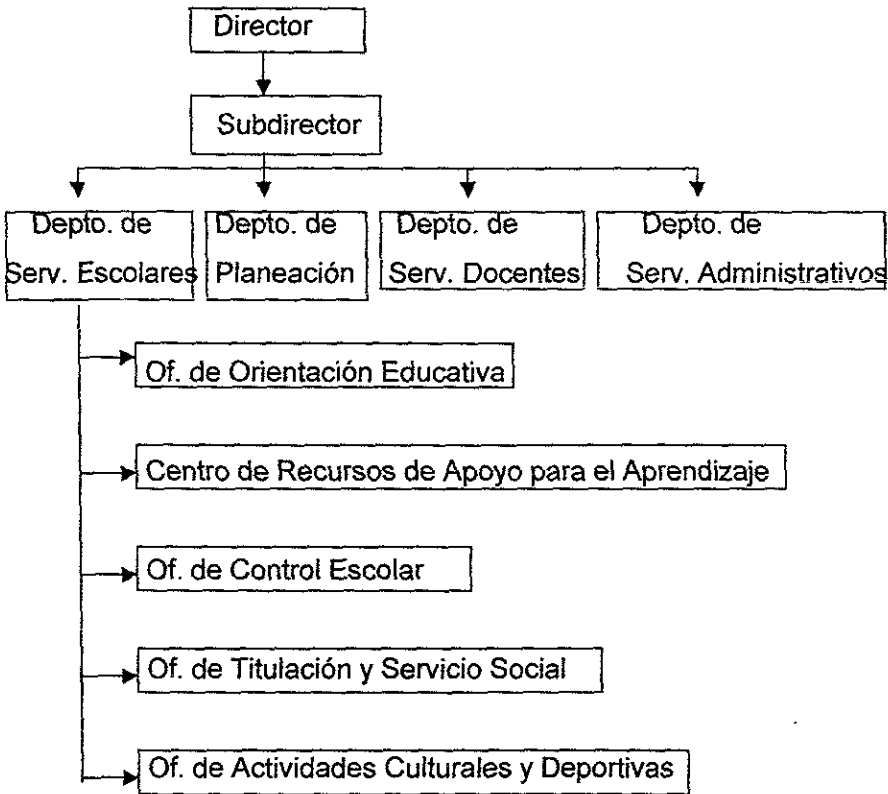 Director
Subdirector
Depto. de
Serv. Escolares
Depto. de
Planeación
Depto. de
Serv. Docentes
Depto. de
Serv. Administrativos
Of. de Orientación Educativa
Centro de Recursos de Apoyo para el Aprendizaje
Of. de Control Escolar
Of. de Titulación y Servicio Social
Of. de Actividades Culturales y Deportivas